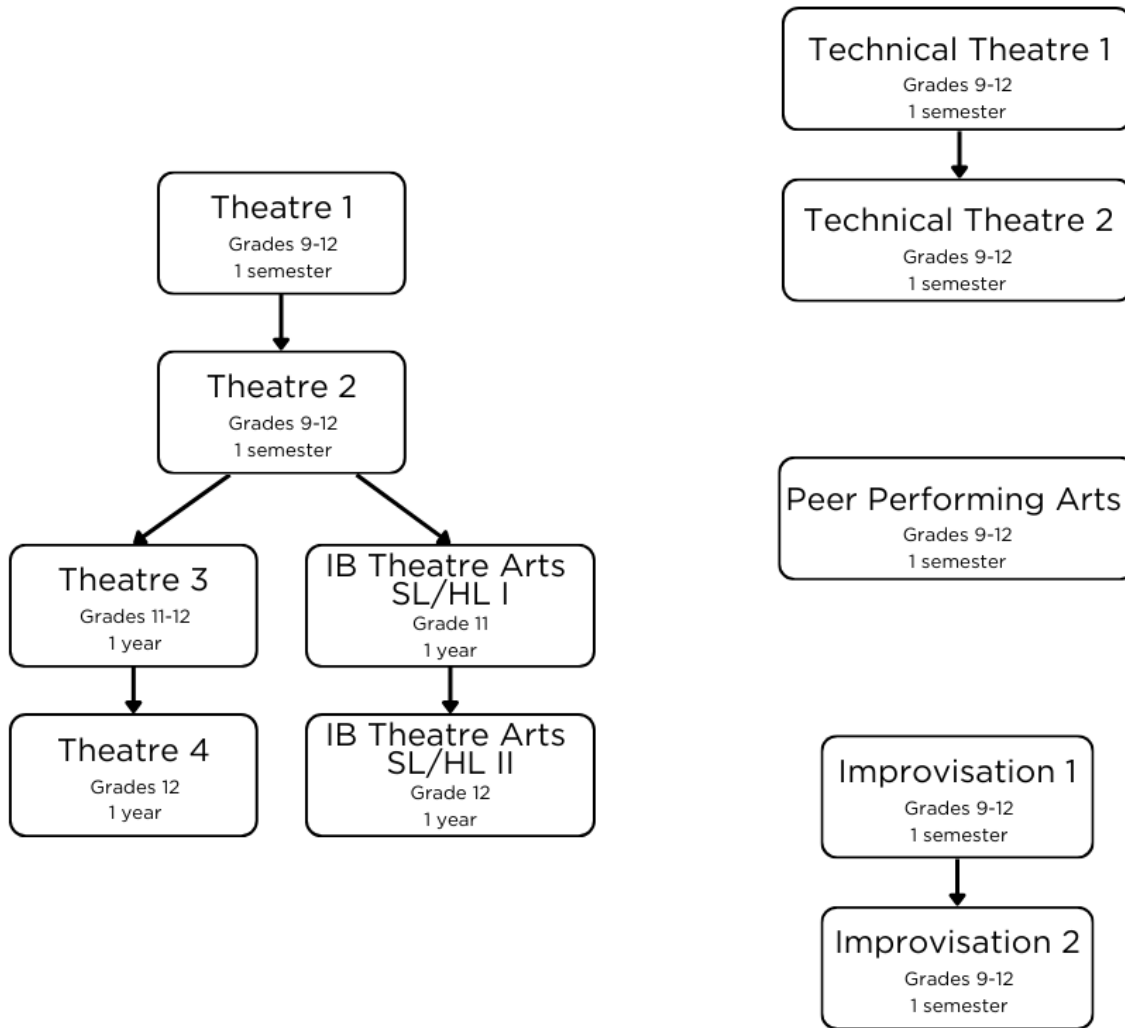 Theatre 1
Grades 9-12
1 semester
Theatre 2
Grades 9-12
1 semester
Theatre 3
Grades 11-12
1 year
Theatre 4
Grades 12
1 year
IB Theatre Arts
SL/HL I
Grade 11
1 year
IB Theatre Arts
SL/HL II
Grade 12
1 year
Technical Theatre 1
Grades 9-12
1 semester
Technical Theatre 2
Grades 9-12
1 semester
Peer Performing Arts
Grades 9-12
1 semester
Improvisation 1
Grades 9-12
1 semester
Improvisation 2
Grades 9-12
1 semester